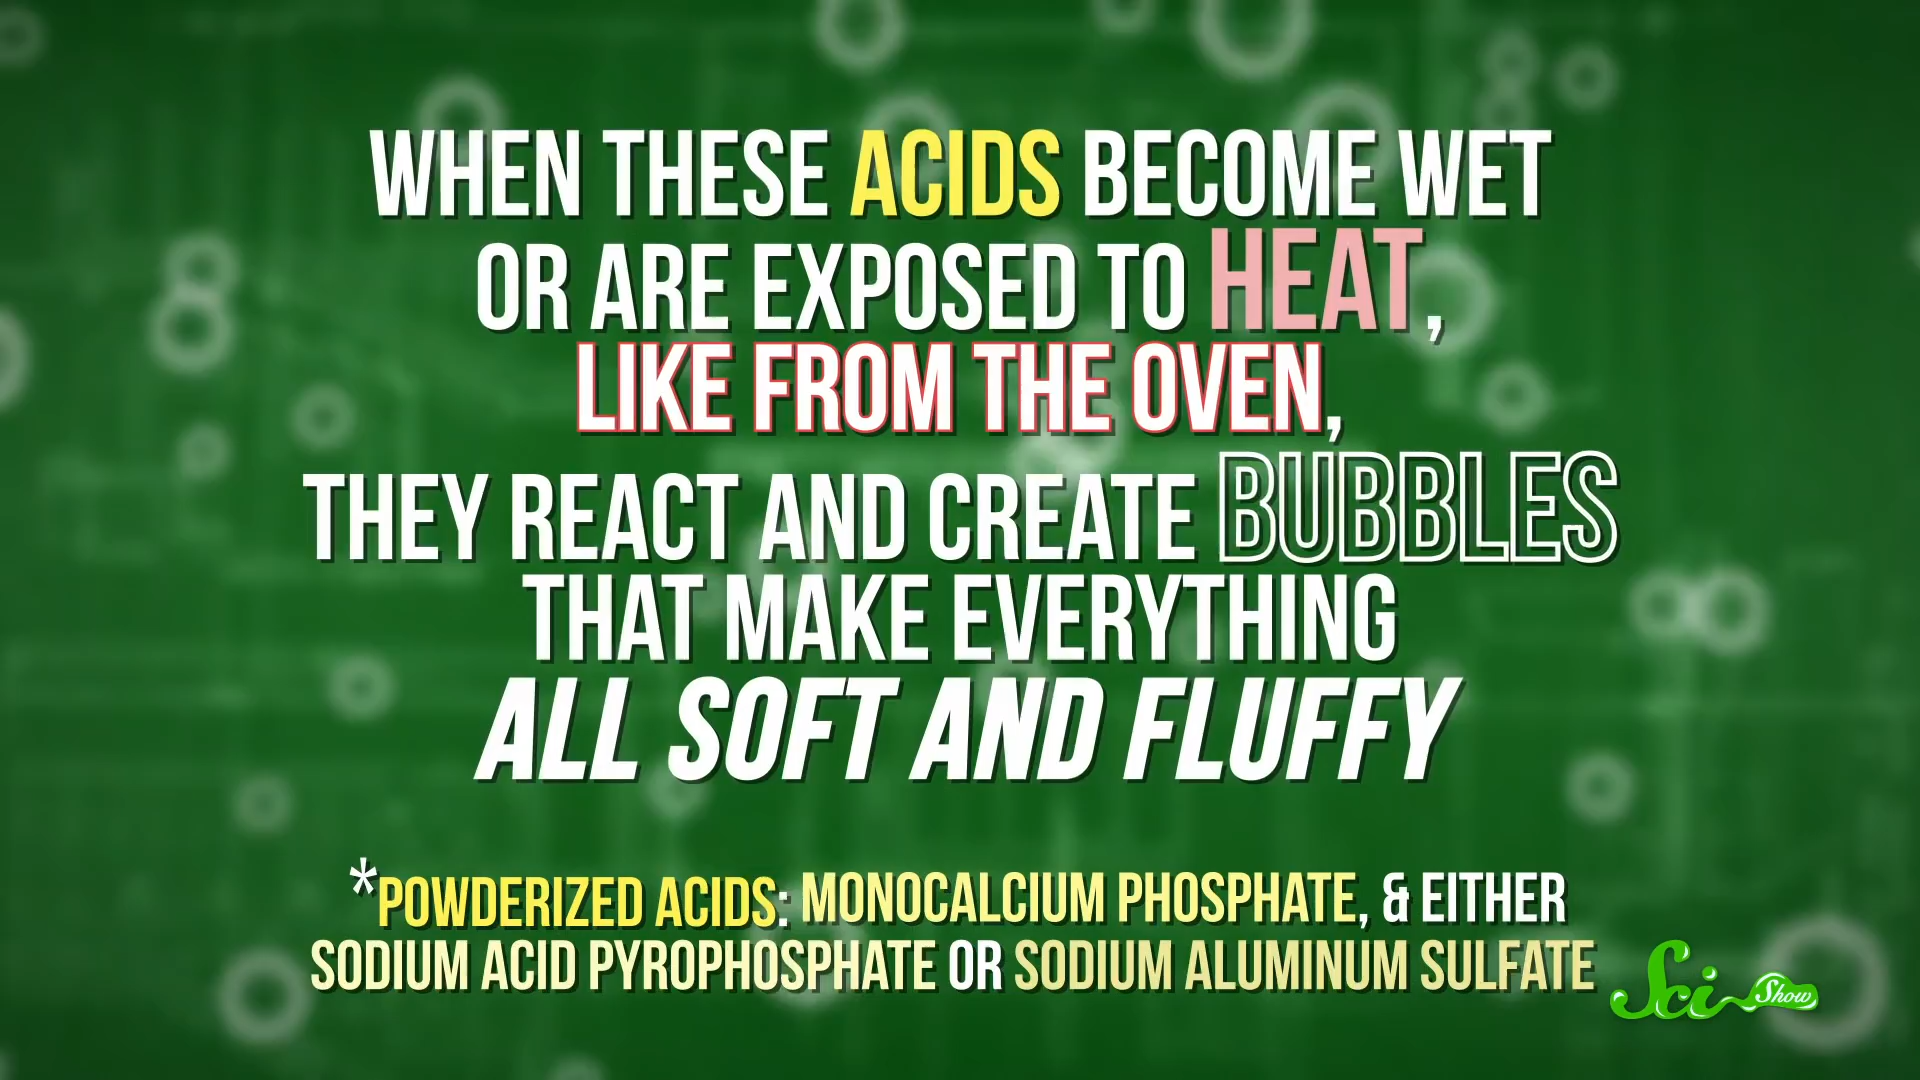 WHEN THESE ACIDS BECOME WET
OR ARE EXPOSED TO HEAT,
LIKE FROM THE OVEN,
THEY REACT AND CREATE BUBBLES
THAT MAKE EVERYTHING
ALL SOFT AND FLUFFY
*POWDERIZED ACIDS: MONOCALCIUM PHOSPHATE, & EITHER
SODIUM ACID PYROPHOSPHATE OR SODIUM ALUMINUM SULFATE
Sci Show